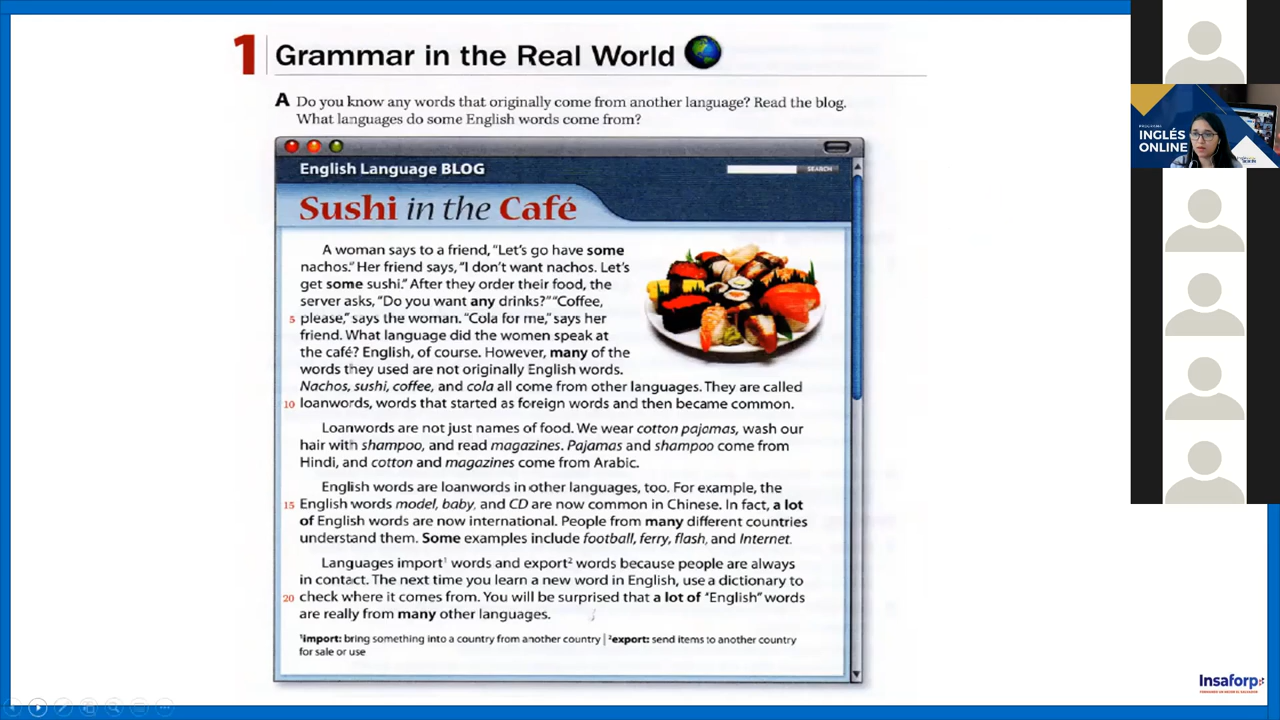 1 Grammar in the Real World
A Do you know any words that originally come from another language? Read the blog.
What languages do some English words come from?
English Language BLOG
SEARCH
Sushi in the Café
A woman says to a friend, “Let’s go have some
nachos.” Her friend says, “I don’t want nachos. Let’s
get some sushi.” After they order their food, the
server asks, “Do you want any drinks?” “Coffee,
5 please,” says the woman. “Cola for me,” says her
friend. What language did the women speak at
the café? English, of course. However, many of the
words they used are not originally English words.
Nachos, sushi, coffee, and cola all come from other languages. They are called
10 loanwords, words that started as foreign words and then became common.
Loanwords are not just names of food. We wear cotton pajamas, wash our
hair with shampoo, and read magazines. Pajamas and shampoo come from
Hindi, and cotton and magazines come from Arabic.
English words are loanwords in other languages, too. For example, the
15 English words model, baby, and CD are now common in Chinese. In fact, a lot
of English words are now international. People from many different countries
understand them. Some examples include football, ferry, flash, and Internet.
Languages import¹ words and export² words because people are always
in contact. The next time you learn a new word in English, use a dictionary to
20 check where it comes from. You will be surprised that a lot of “English” words
are really from many other languages.
¹import: bring something into a country from another country | ²export: send items to another country
for sale or use
INGLÉS
ONLINE
Insaforp